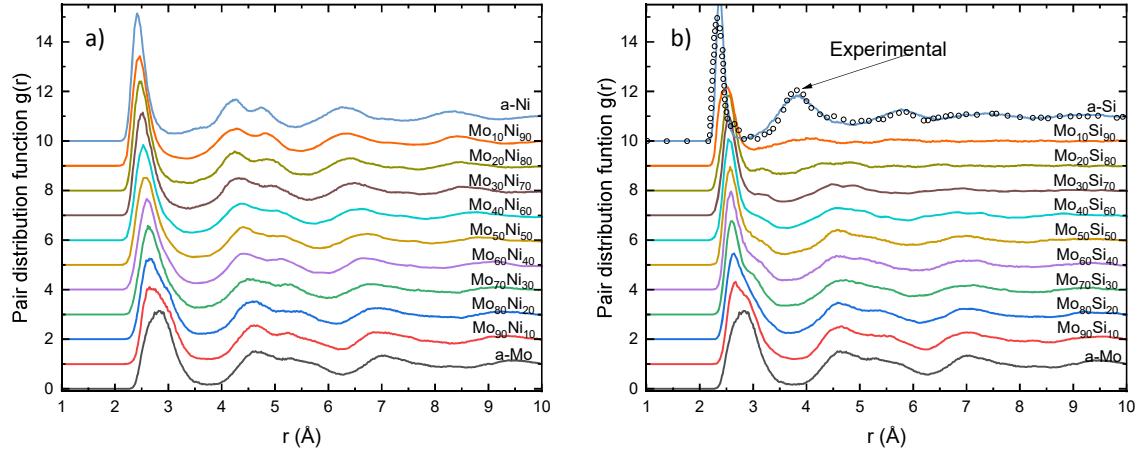 a)
Pair distribution function g(r)
14
12
10
8
6
4
2
0
a-Ni
Mo10Ni90
Mo20Ni80
Mo30Ni70
Mo40Ni60
Mo50Ni50
Mo60Ni40
Mo70Ni30
Mo80Ni20
Mo90Ni10
a-Mo
1 2 3 4 5 6 7 8 9 10
r (Å)
b)
Experimental
Pair distribution funtion g(r)
14
12
10
8
6
4
2
0
a-Si
Mo10Si90
Mo20Si80
Mo30Si70
Mo40Si60
Mo50Si50
Mo60Si40
Mo70Si30
Mo80Si20
Mo90Si10
a-Mo
1 2 3 4 5 6 7 8 9 10
r (Å)